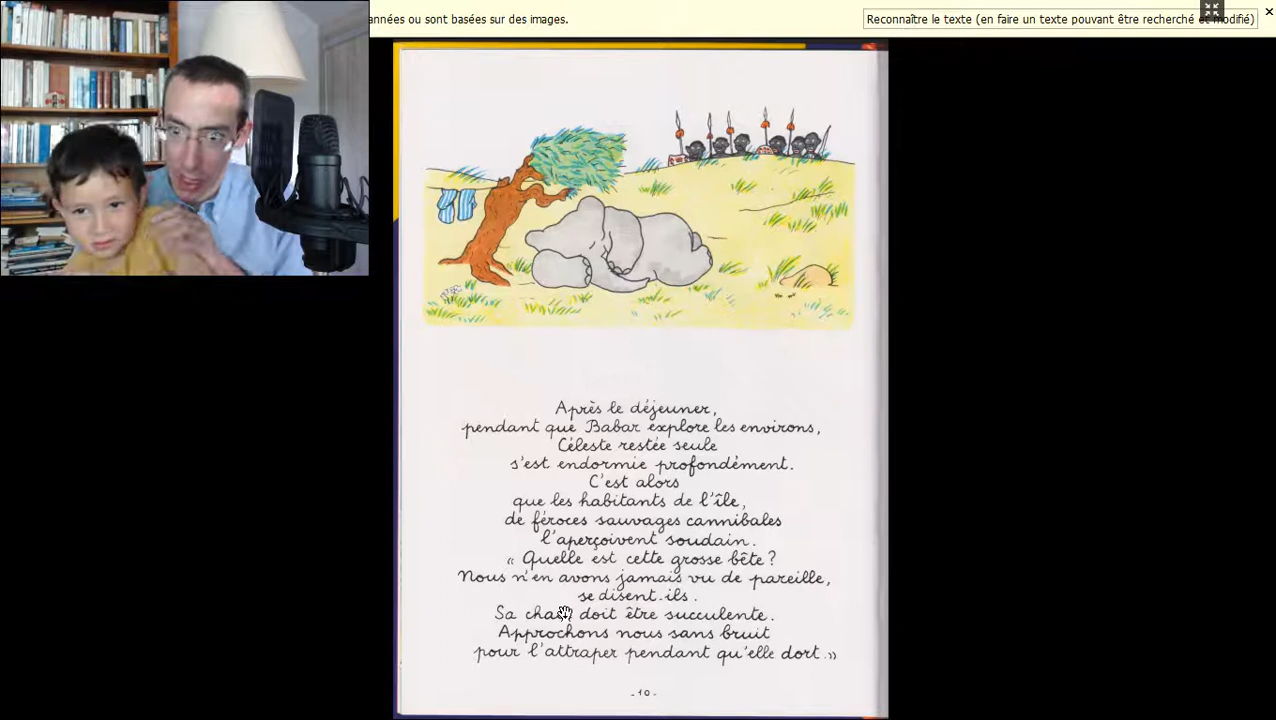 années ou sont basées sur des images.
Reconnaître le texte (en faire un texte pouvant être recherché et modifié)
Après le déjeuner,
pendant que Babar explore les environs,
Céleste restée seule
s'est endormie profondément.
C'est alors
que les habitants de l'île,
de féroces sauvages cannibales
l'aperçoivent soudain.
« Quelle est cette grosse bête ?
Nous n'en avons jamais vu de pareille,
se disent-ils.
Sa chair doit être succulente.
Approchons nous sans bruit
pour l'attraper pendant qu'elle dort.»
- 10 -